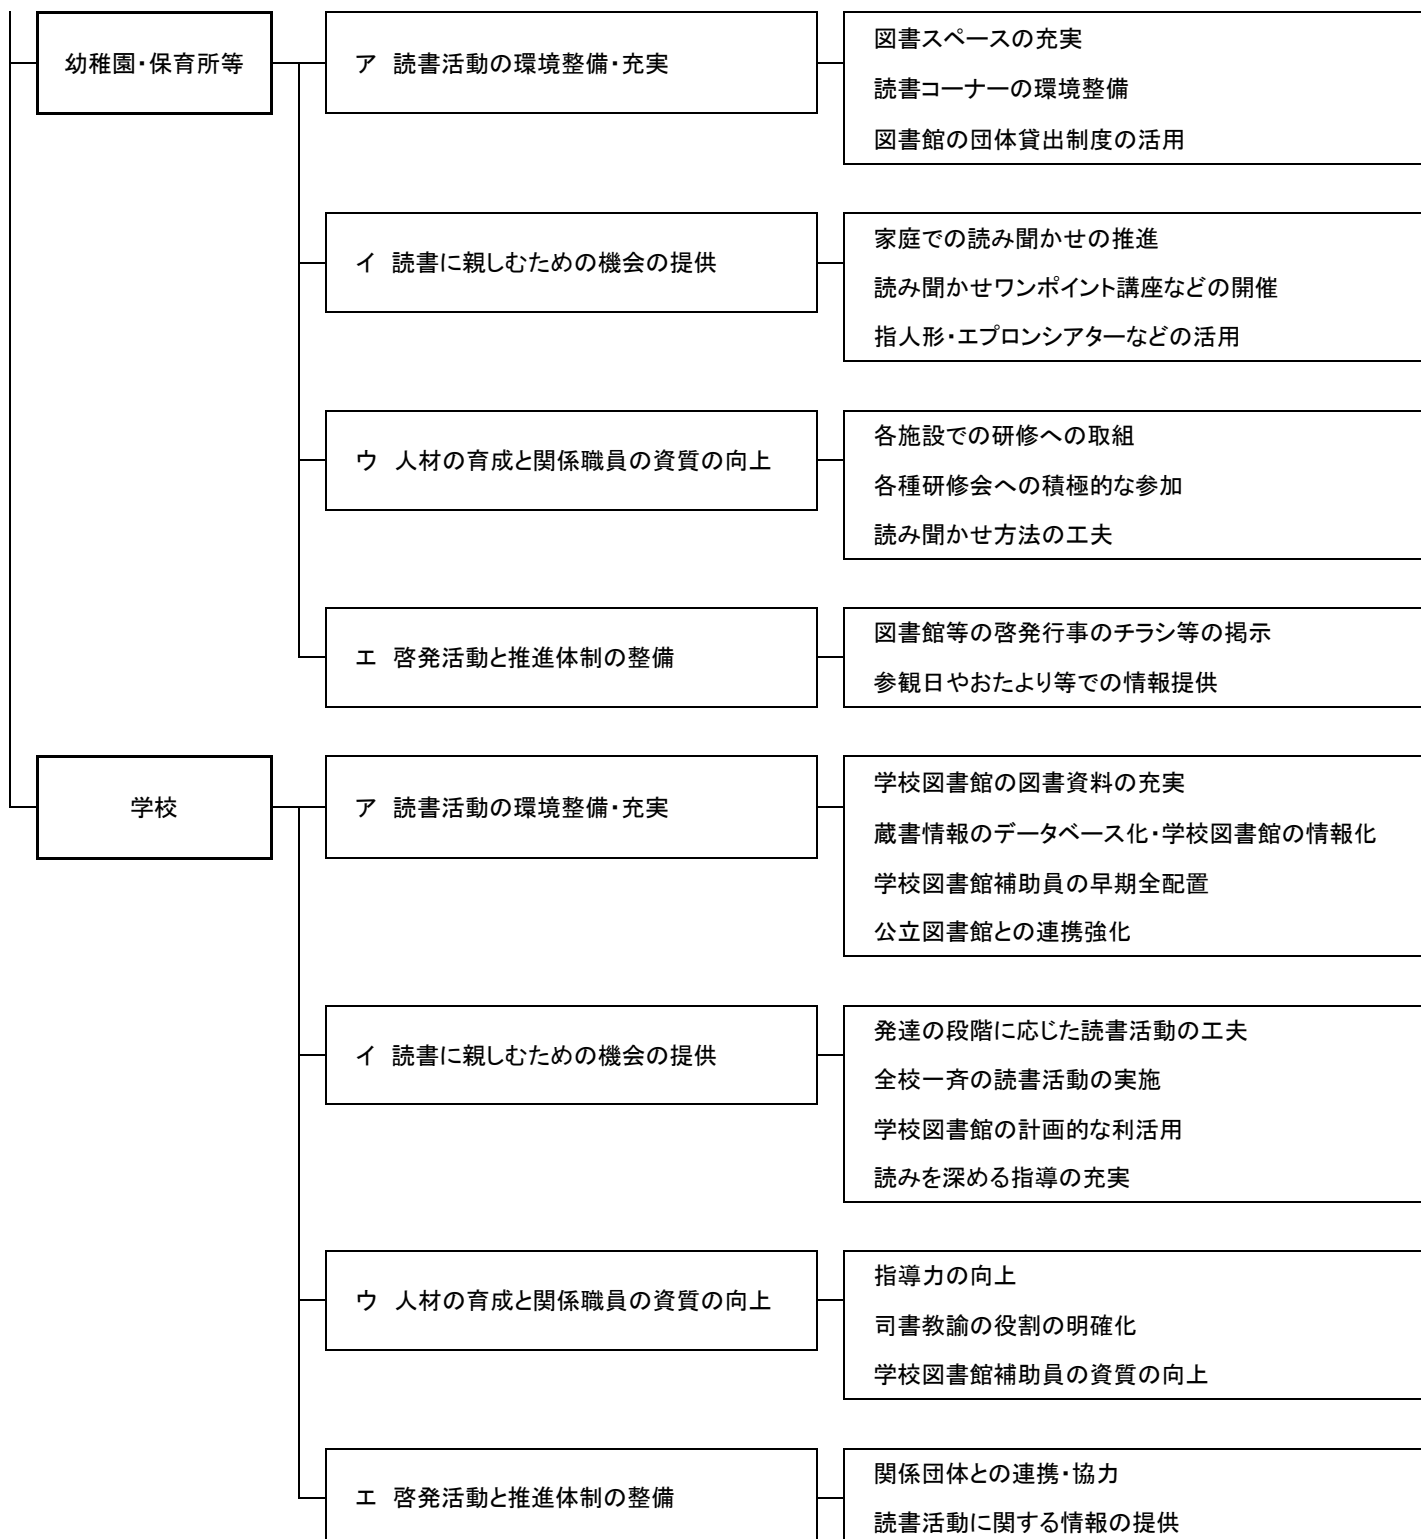 幼稚園・保育所等
ア 読書活動の環境整備・充実
図書スペースの充実
読書コーナーの環境整備
図書館の団体貸出制度の活用
イ 読書に親しむための機会の提供
家庭での読み聞かせの推進
読み聞かせワンポイント講座などの開催
指人形・エプロンシアターなどの活用
ウ 人材の育成と関係職員の資質の向上
各施設での研修への取組
各種研修会への積極的な参加
読み聞かせ方法の工夫
エ 啓発活動と推進体制の整備
図書館等の啓発行事のチラシ等の掲示
参観日やおたより等での情報提供
学校
ア 読書活動の環境整備・充実
学校図書館の図書資料の充実
蔵書情報のデータベース化・学校図書館の情報化
学校図書館補助員の早期全配置
公立図書館との連携強化
イ 読書に親しむための機会の提供
発達の段階に応じた読書活動の工夫
全校一斉の読書活動の実施
学校図書館の計画的な利活用
読みを深める指導の充実
ウ 人材の育成と関係職員の資質の向上
指導力の向上
司書教諭の役割の明確化
学校図書館補助員の資質の向上
エ 啓発活動と推進体制の整備
関係団体との連携・協力
読書活動に関する情報の提供